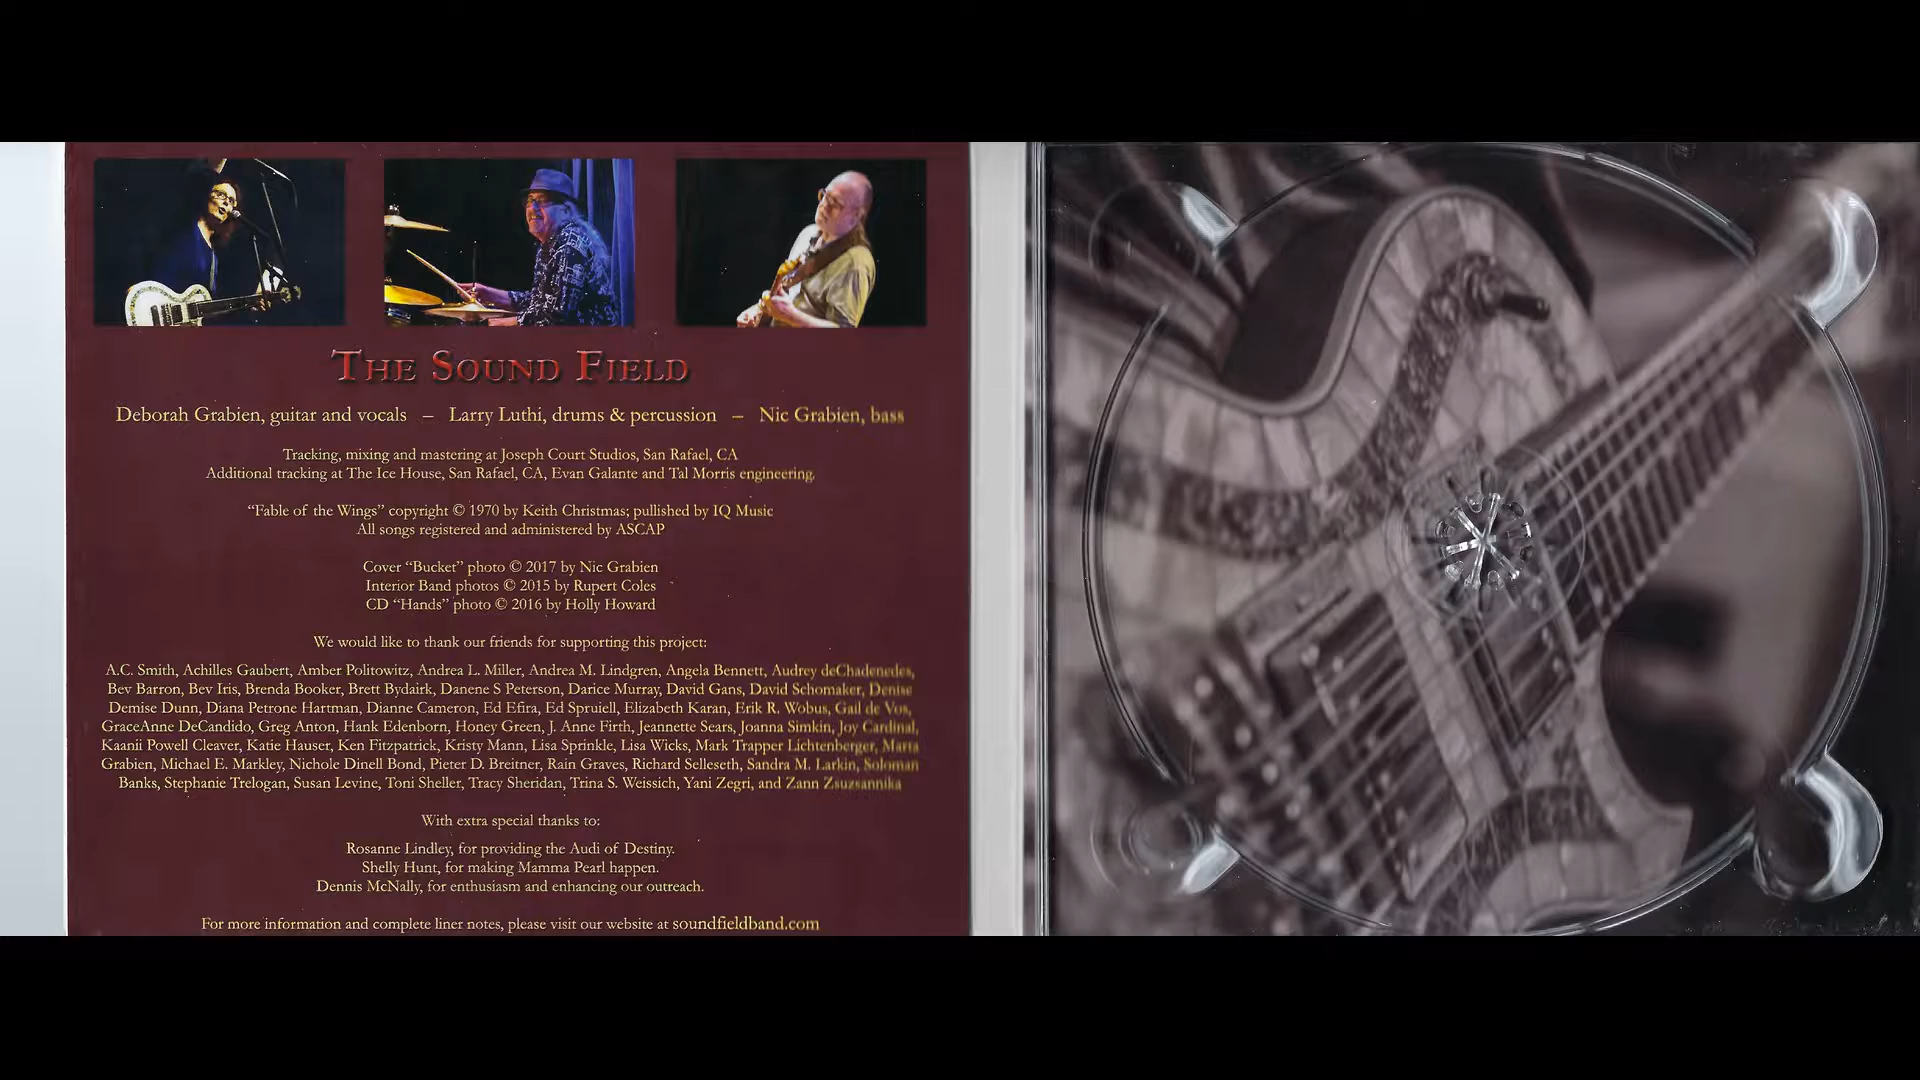 THE SOUND FIELD
Deborah Grabien, guitar and vocals – Larry Luthi, drums & percussion – Nic Grabien, bass
Tracking, mixing and mastering at Joseph Court Studios, San Rafael, CA
Additional tracking at The Ice House, San Rafael, CA, Evan Galante and Tal Morris engineering.
“Fable of the Wings” copyright © 1970 by Keith Christmas; pullished by IQ Music
All songs registered and administered by ASCAP
Cover “Bucket” photo © 2017 by Nic Grabien
Interior Band photos © 2015 by Rupert Coles
CD “Hands” photo © 2016 by Holly Howard
We would like to thank our friends for supporting this project:
A.C. Smith, Achilles Gaubert, Amber Politowitz, Andrea L. Miller, Andrea M. Lindgren, Angela Bennett, Audrey deChadenedes,
Bev Barron, Bev Iris, Brenda Booker, Brett Bydairk, Danene S Peterson, Darice Murray, David Gans, David Schomaker, Denise
Demise Dunn, Diana Petrone Hartman, Dianne Cameron, Ed Efira, Ed Spruiell, Elizabeth Karan, Erik R. Wobus, Gail de Vos,
GraceAnne DeCandido, Greg Anton, Hank Edenborn, Honey Green, J. Anne Firth, Jeannette Sears, Joanna Simkin, Joy Cardinal,
Kaanii Powell Cleaver, Katie Hauser, Ken Fitzpatrick, Kristy Mann, Lisa Sprinkle, Lisa Wicks, Mark Trapper Lichtenberger, Marta
Grabien, Michael E. Markley, Nichole Dinell Bond, Pieter D. Breitner, Rain Graves, Richard Selleseth, Sandra M. Larkin, Soloman
Banks, Stephanie Trelogan, Susan Levine, Toni Sheller, Tracy Sheridan, Trina S. Weissich, Yani Zegri, and Zann Zsuzsannika
With extra special thanks to:
Rosanne Lindley, for providing the Audi of Destiny.
Shelly Hunt, for making Mamma Pearl happen.
Dennis McNally, for enthusiasm and enhancing our outreach.
For more information and complete liner notes, please visit our website at soundfieldband.com